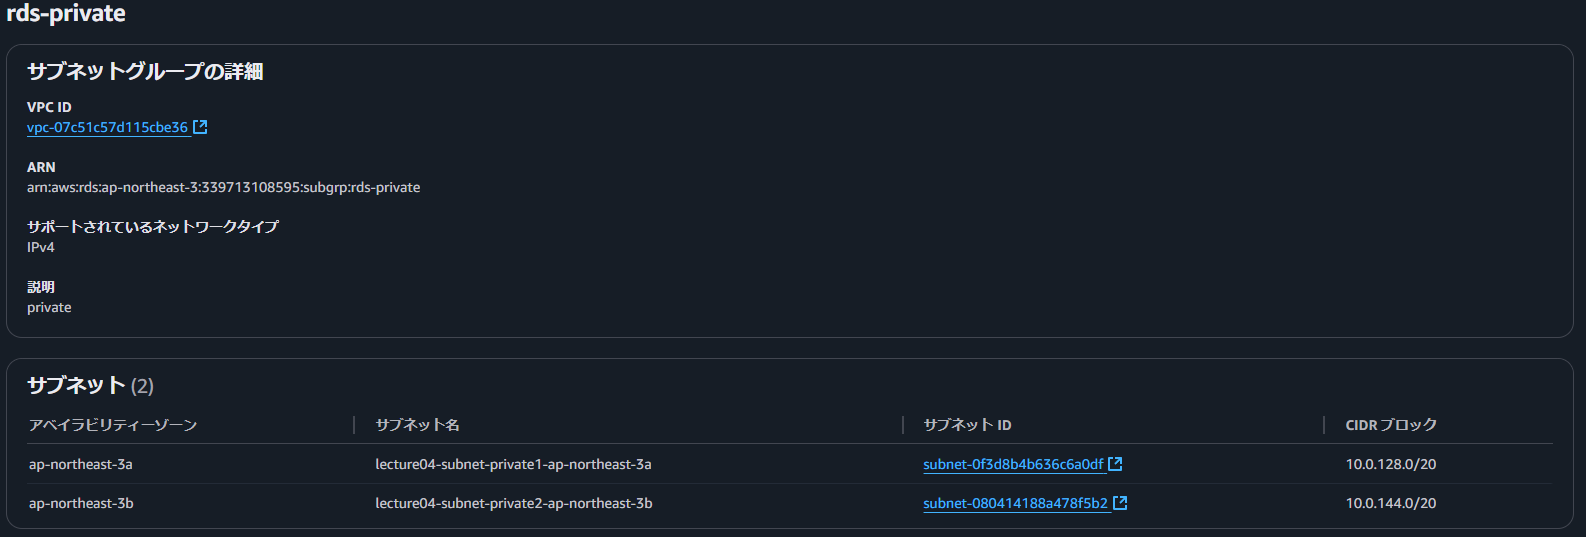 rds-private
サブネットグループの詳細
VPC ID
vpc-07c51c57d115cbe36
ARN
arn:aws:rds:ap-northeast-3:339713108595:subgrp:rds-private
サポートされているネットワークタイプ
IPv4
説明
private
サブネット (2)
アベイラビリティーゾーン サブネット名 サブネット ID CIDR ブロック
ap-northeast-3a lecture04-subnet-private1-ap-northeast-3a subnet-0f3d8b4b636c6a0df 10.0.128.0/20
ap-northeast-3b lecture04-subnet-private2-ap-northeast-3b subnet-080414188a478f5b2 10.0.144.0/20